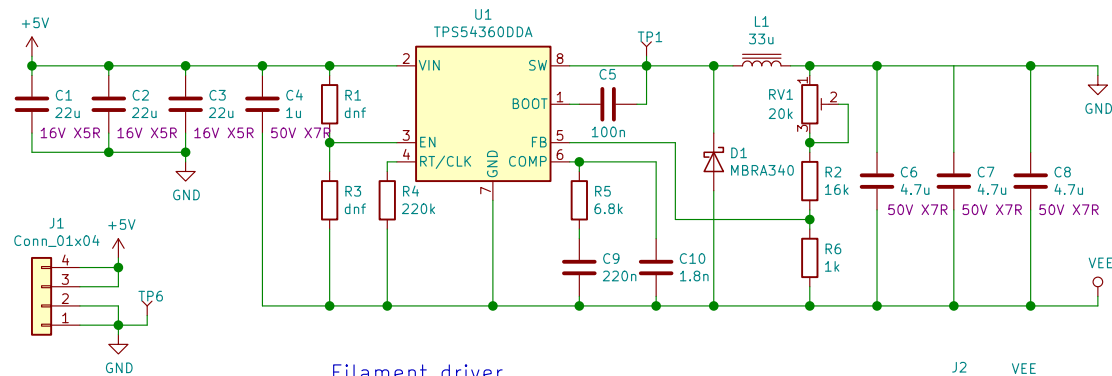 U1
TPS54360DDA
+5V
TP1
L1
33u
2
VIN
SW
8
C5
100n
BOOT
1
C1
22u
16V X5R
C2
22u
16V X5R
C3
22u
16V X5R
C4
1u
50V X7R
R1
dnf
1
RV1
20k
2
3
GND
3
EN
FB
5
4
RT/CLK
COMP
6
GND
7
GND
R3
dnf
R4
220k
R5
6.8k
D1
MBRA340
R2
16k
C6
4.7u
50V X7R
C7
4.7u
50V X7R
C8
4.7u
50V X7R
J1
Conn_01x04
+5V
4
3
2
1
TP6
GND
C9
220n
C10
1.8n
R6
1k
VEE
Filament driver
J2
VEE